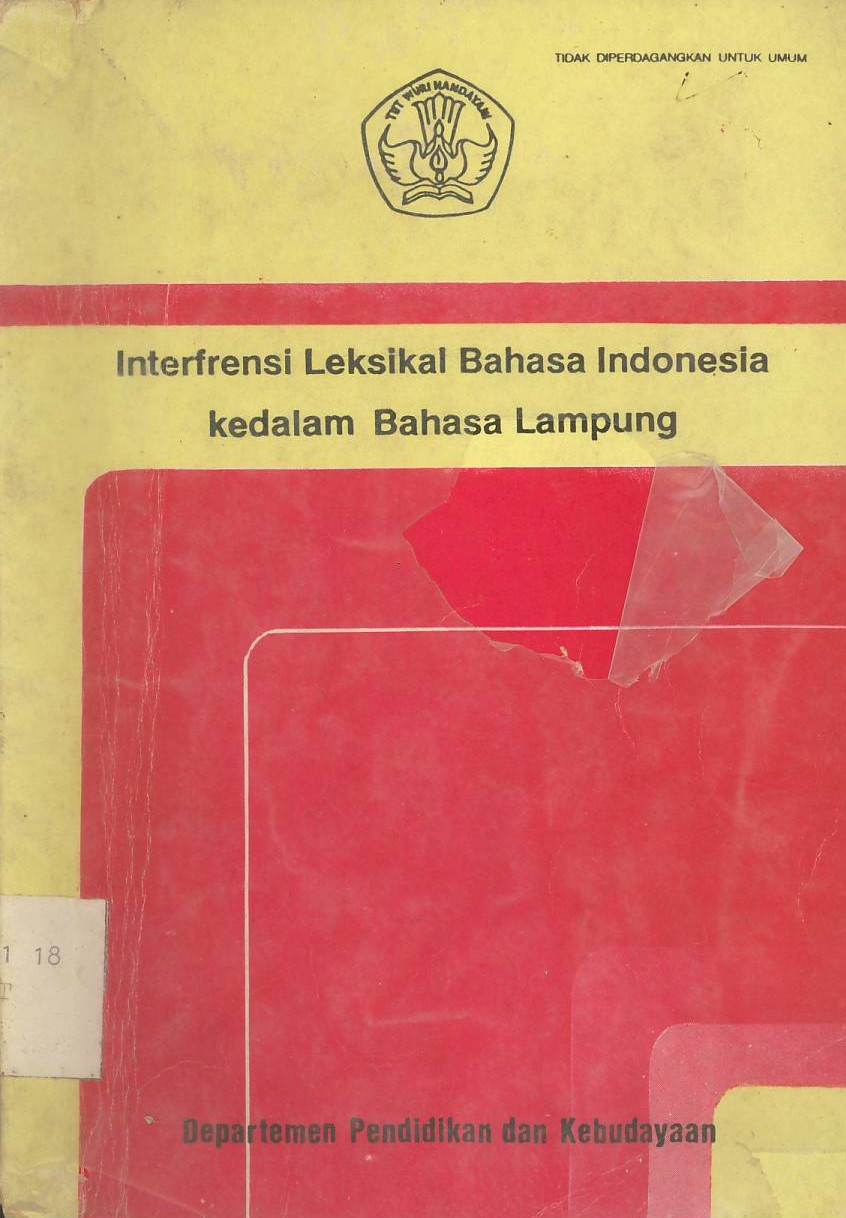 TIDAK DIPERDAGANGKAN UNTUK UMUM
TUT WURI HANDAYANI
Interfrensi Leksikal Bahasa Indonesia
kedalam Bahasa Lampung
1 18
Departemen Pendidikan dan Kebudayaan